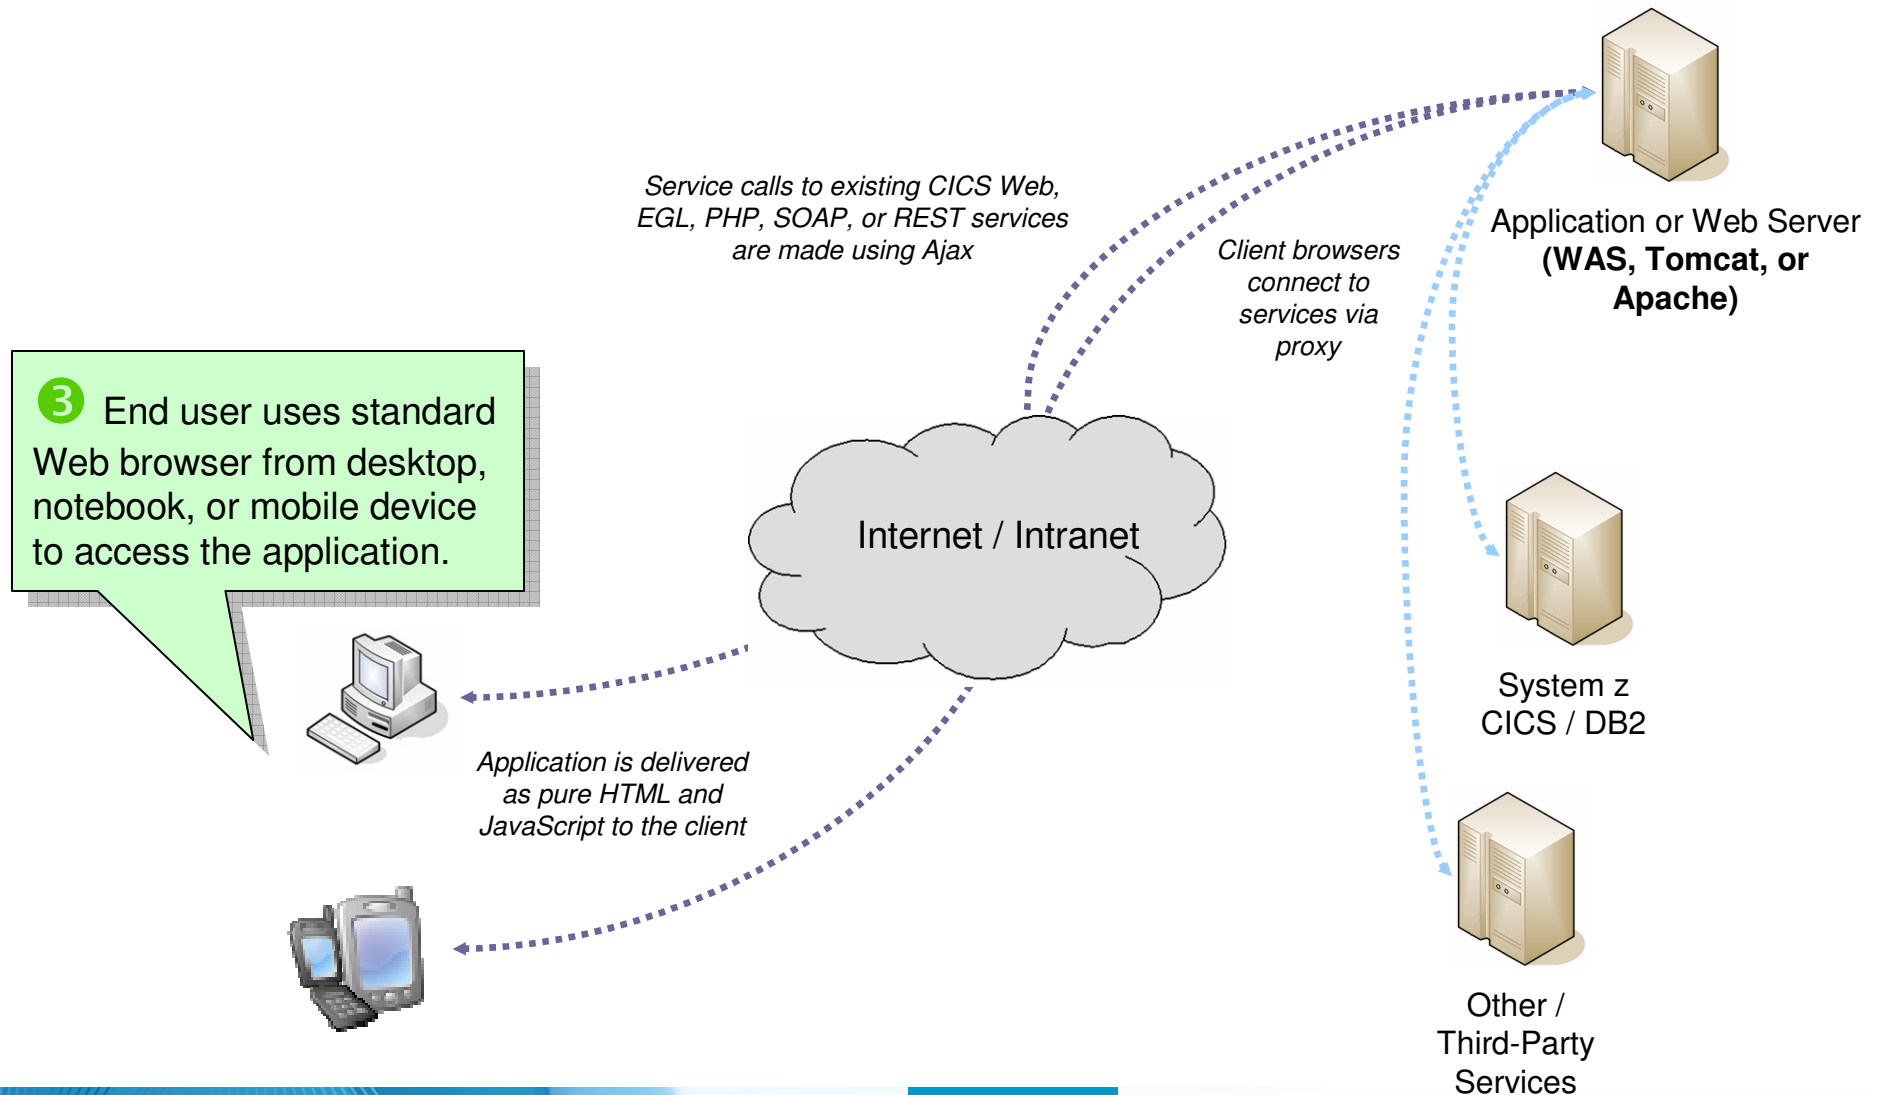 Service calls to existing CICS Web,
EGL, PHP, SOAP, or REST services
are made using Ajax
Client browsers
connect to
services via
proxy
Application or Web Server
(WAS, Tomcat, or
Apache)
3 End user uses standard
Web browser from desktop,
notebook, or mobile device
to access the application.
Internet / Intranet
System z
CICS / DB2
Application is delivered
as pure HTML and
JavaScript to the client
Other /
Third-Party
Services